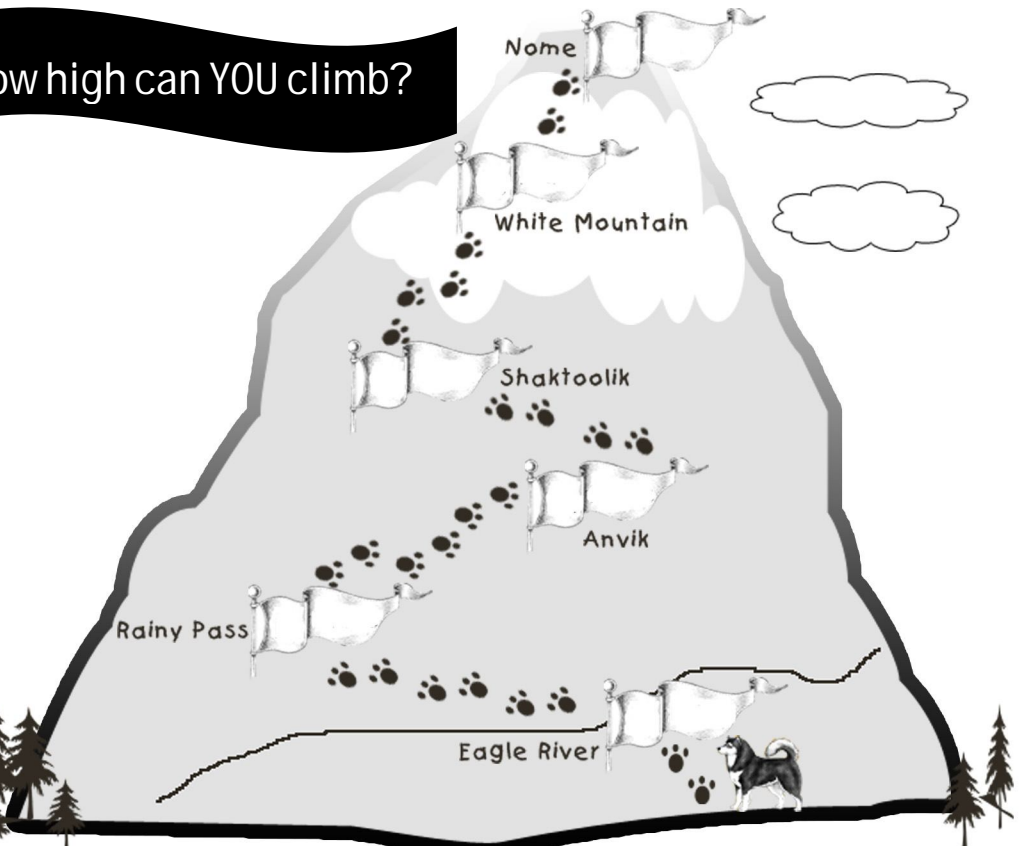 ow high can YOU climb?
Nome
White Mountain
Shaktoolik
Anvik
Rainy Pass
Eagle River